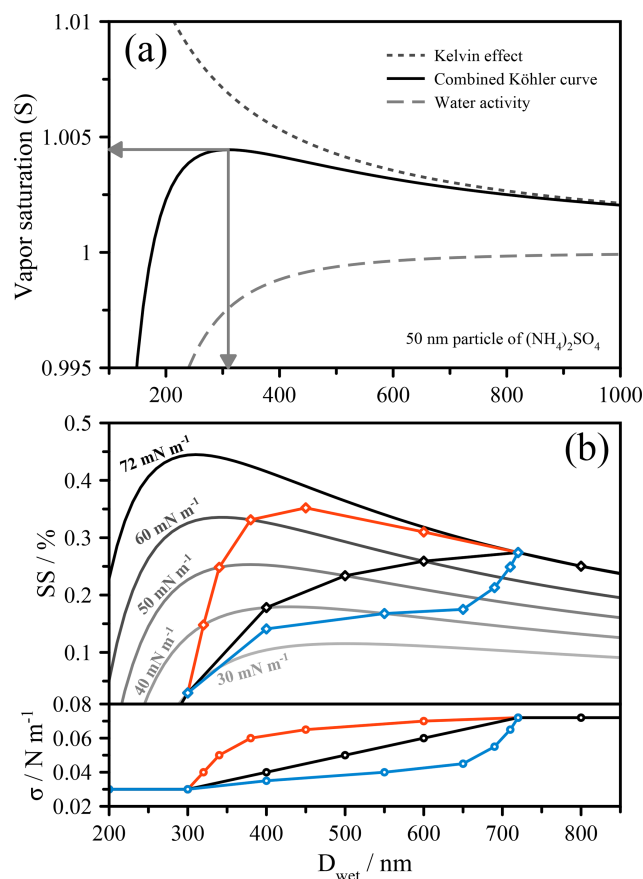 1.01
(a)
Kelvin effect
Combined Köhler curve
Water activity
1.005
Vapor saturation (S)
1
50 nm particle of (NH₄)₂SO₄
0.995
200 400 600 800 1000
0.5
(b)
72 mN m⁻¹
0.4
60 mN m⁻¹
0.3
SS / %
50 mN m⁻¹
0.2
40 mN m⁻¹
0.1
30 mN m⁻¹
0.08
0.06
σ / N m⁻¹
0.04
0.02
200 300 400 500 600 700 800
D_wet / nm